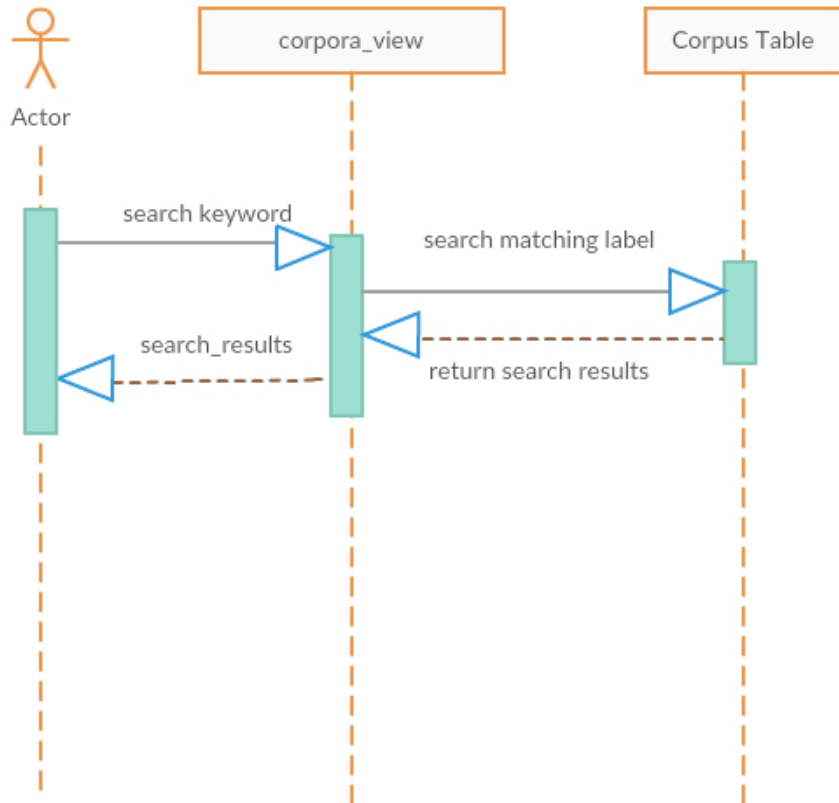 corpora_view
Corpus Table
Actor
search keyword
search matching label
search_results
return search results